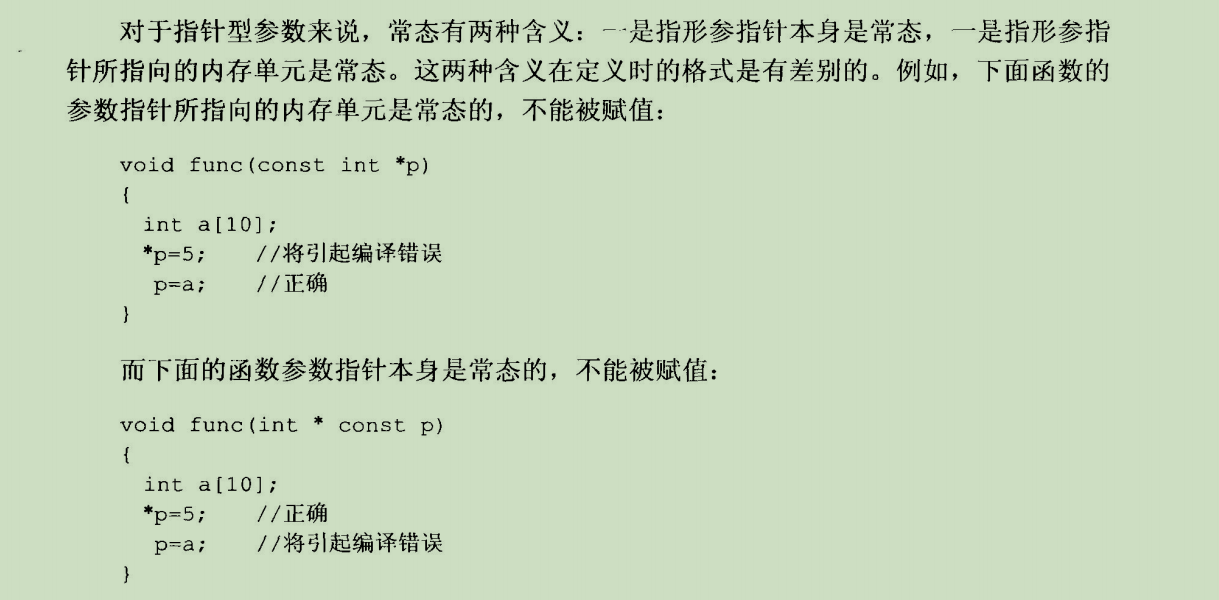 对于指针型参数来说，常态有两种含义：一是指形参指针本身是常态，一是指形参指
针所指向的内存单元是常态。这两种含义在定义时的格式是有差别的。例如，下面函数的
参数指针所指向的内存单元是常态的，不能被赋值：
void func(const int *p)
{
int a[10];
*p=5; //将引起编译错误
p=a; //正确
}
而下面的函数参数指针本身是常态的，不能被赋值：
void func(int * const p)
{
int a[10];
*p=5; //正确
p=a; //将引起编译错误
}